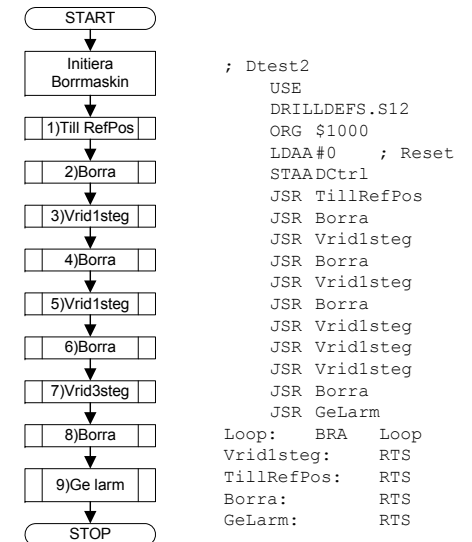 START
Initiera
Borrmaskin
1)Till RefPos
2)Borra
3)Vrid1steg
4)Borra
5)Vrid1steg
6)Borra
7)Vrid3steg
8)Borra
9)Ge larm
STOP
; Dtest2
USE
DRILLDEFS.S12
ORG $1000
LDAA#0 ; Reset
STAADCtrl
JSR TillRefPos
JSR Borra
JSR Vrid1steg
JSR Borra
JSR Vrid1steg
JSR Borra
JSR Vrid1steg
JSR Vrid1steg
JSR Vrid1steg
JSR Borra
JSR GeLarm
Loop: BRA Loop
Vrid1steg: RTS
TillRefPos: RTS
Borra: RTS
GeLarm: RTS